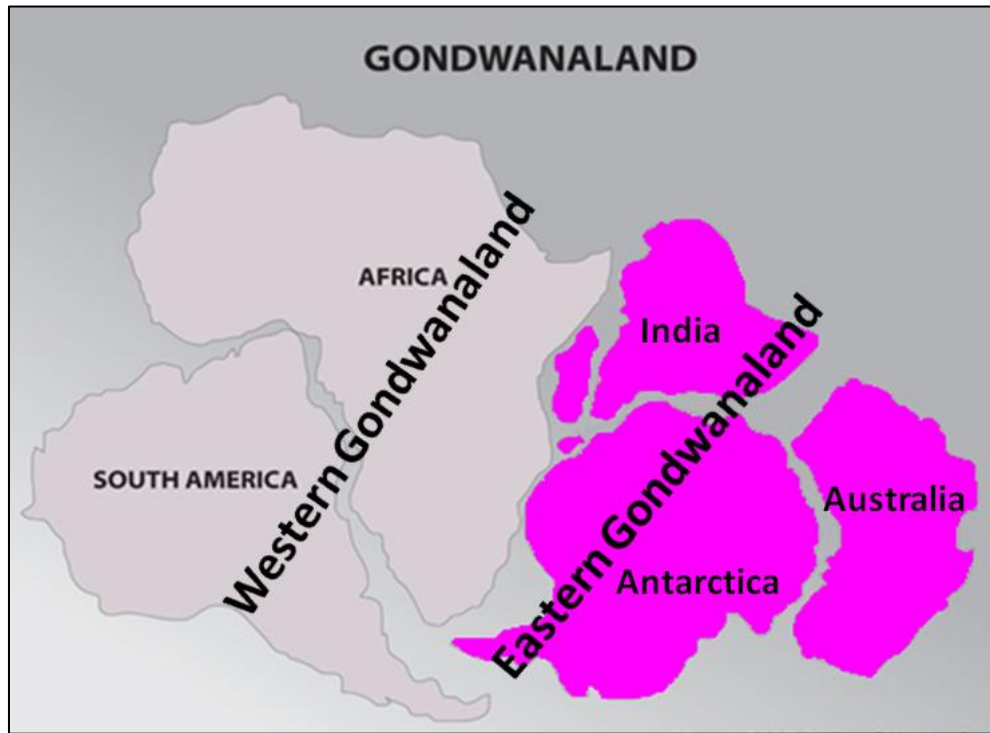 GONDWANALAND
AFRICA
Western Gondwanaland
SOUTH AMERICA
India
Eastern Gondwanaland
Australia
Antarctica